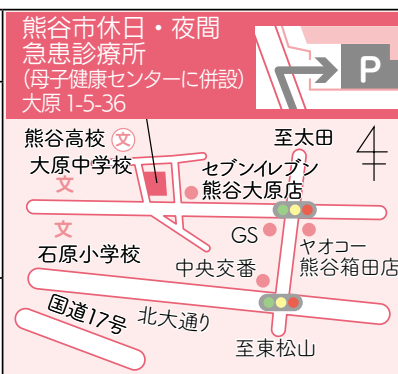 熊谷市休日・夜間
急患診療所
(母子健康センターに併設)
大原 1-5-36
P
熊谷高校 文
至太田
大原中学校
文
セブンイレブン
熊谷大原店
文
石原小学校
GS
ヤオコー
熊谷箱田店
中央交番
国道17号
北大通り
至東松山